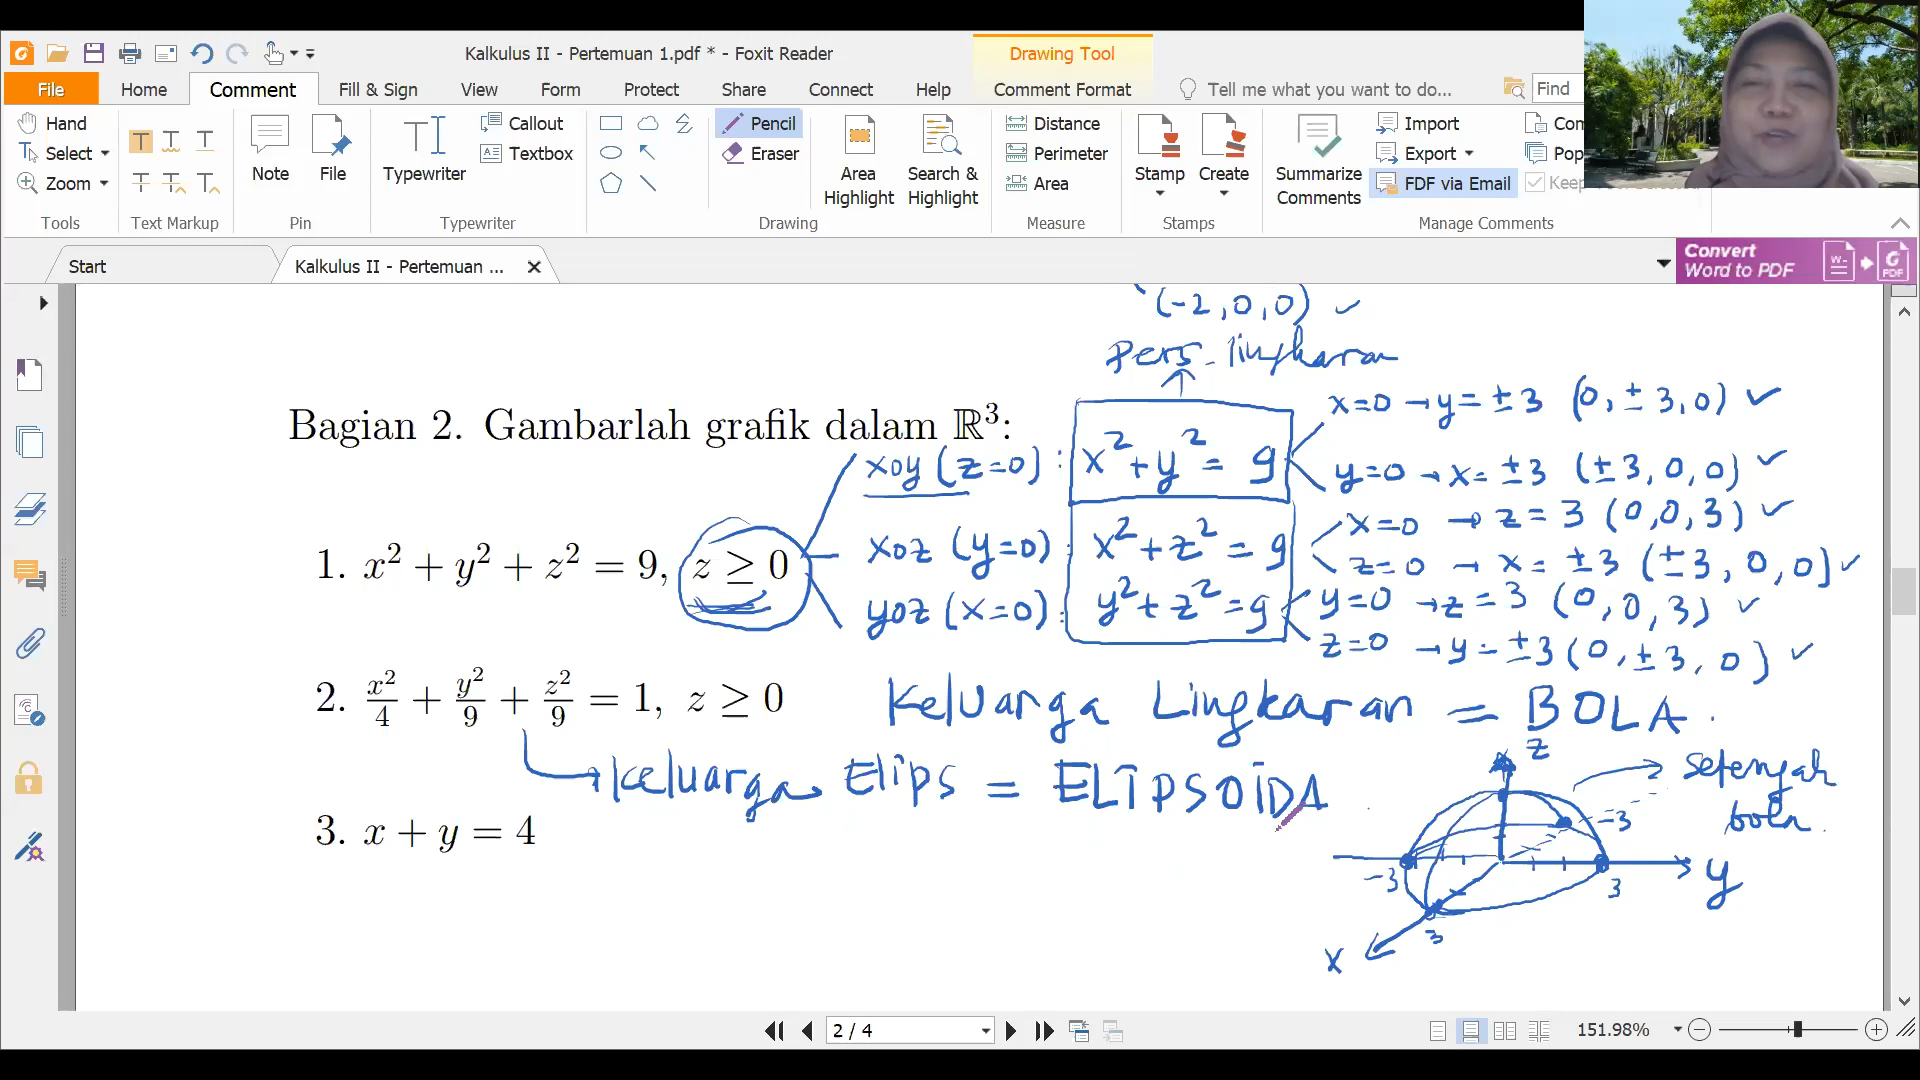 Kalkulus II - Pertemuan 1.pdf * - Foxit Reader
Drawing Tool
File Home Comment Fill & Sign View Form Protect Share Connect Help Comment Format Tell me what you want to do... Find
Hand
Select
Zoom
Tools
Text Markup
Note
File
Pin
Typewriter
Callout
Textbox
Typewriter
Pencil
Eraser
Area Highlight
Search & Highlight
Drawing
Distance
Perimeter
Area
Measure
Stamp
Create
Stamps
Summarize Comments
Import
Export
FDF via Email
Com
Pop
Keep
Manage Comments
Start
Kalkulus II - Pertemuan ...
Convert
Word to PDF
(-2,0,0) ✓
Pers. lingkaran
Bagian 2. Gambarlah grafik dalam ℝ³:
xoy (z=0) : x² + y² = 9
x=0 → y = ±3 (0, ±3, 0) ✓
y=0 → x = ±3 (±3, 0, 0) ✓
1. x² + y² + z² = 9, z ≥ 0
xoz (y=0) : x² + z² = 9
x=0 → z = 3 (0,0,3) ✓
z=0 → x = ±3 (±3, 0, 0) ✓
yoz (x=0) : y² + z² = 9
y=0 → z = 3 (0,0,3) ✓
z=0 → y = ±3 (0, ±3, 0) ✓
2. x²/4 + y²/9 + z²/9 = 1, z ≥ 0
Keluarga Lingkaran = BOLA.
Keluarga Elips = ELIPSOIDA
3. x + y = 4
z
setengah bola
-3
-3
3
y
3
x
2 / 4
151.98%